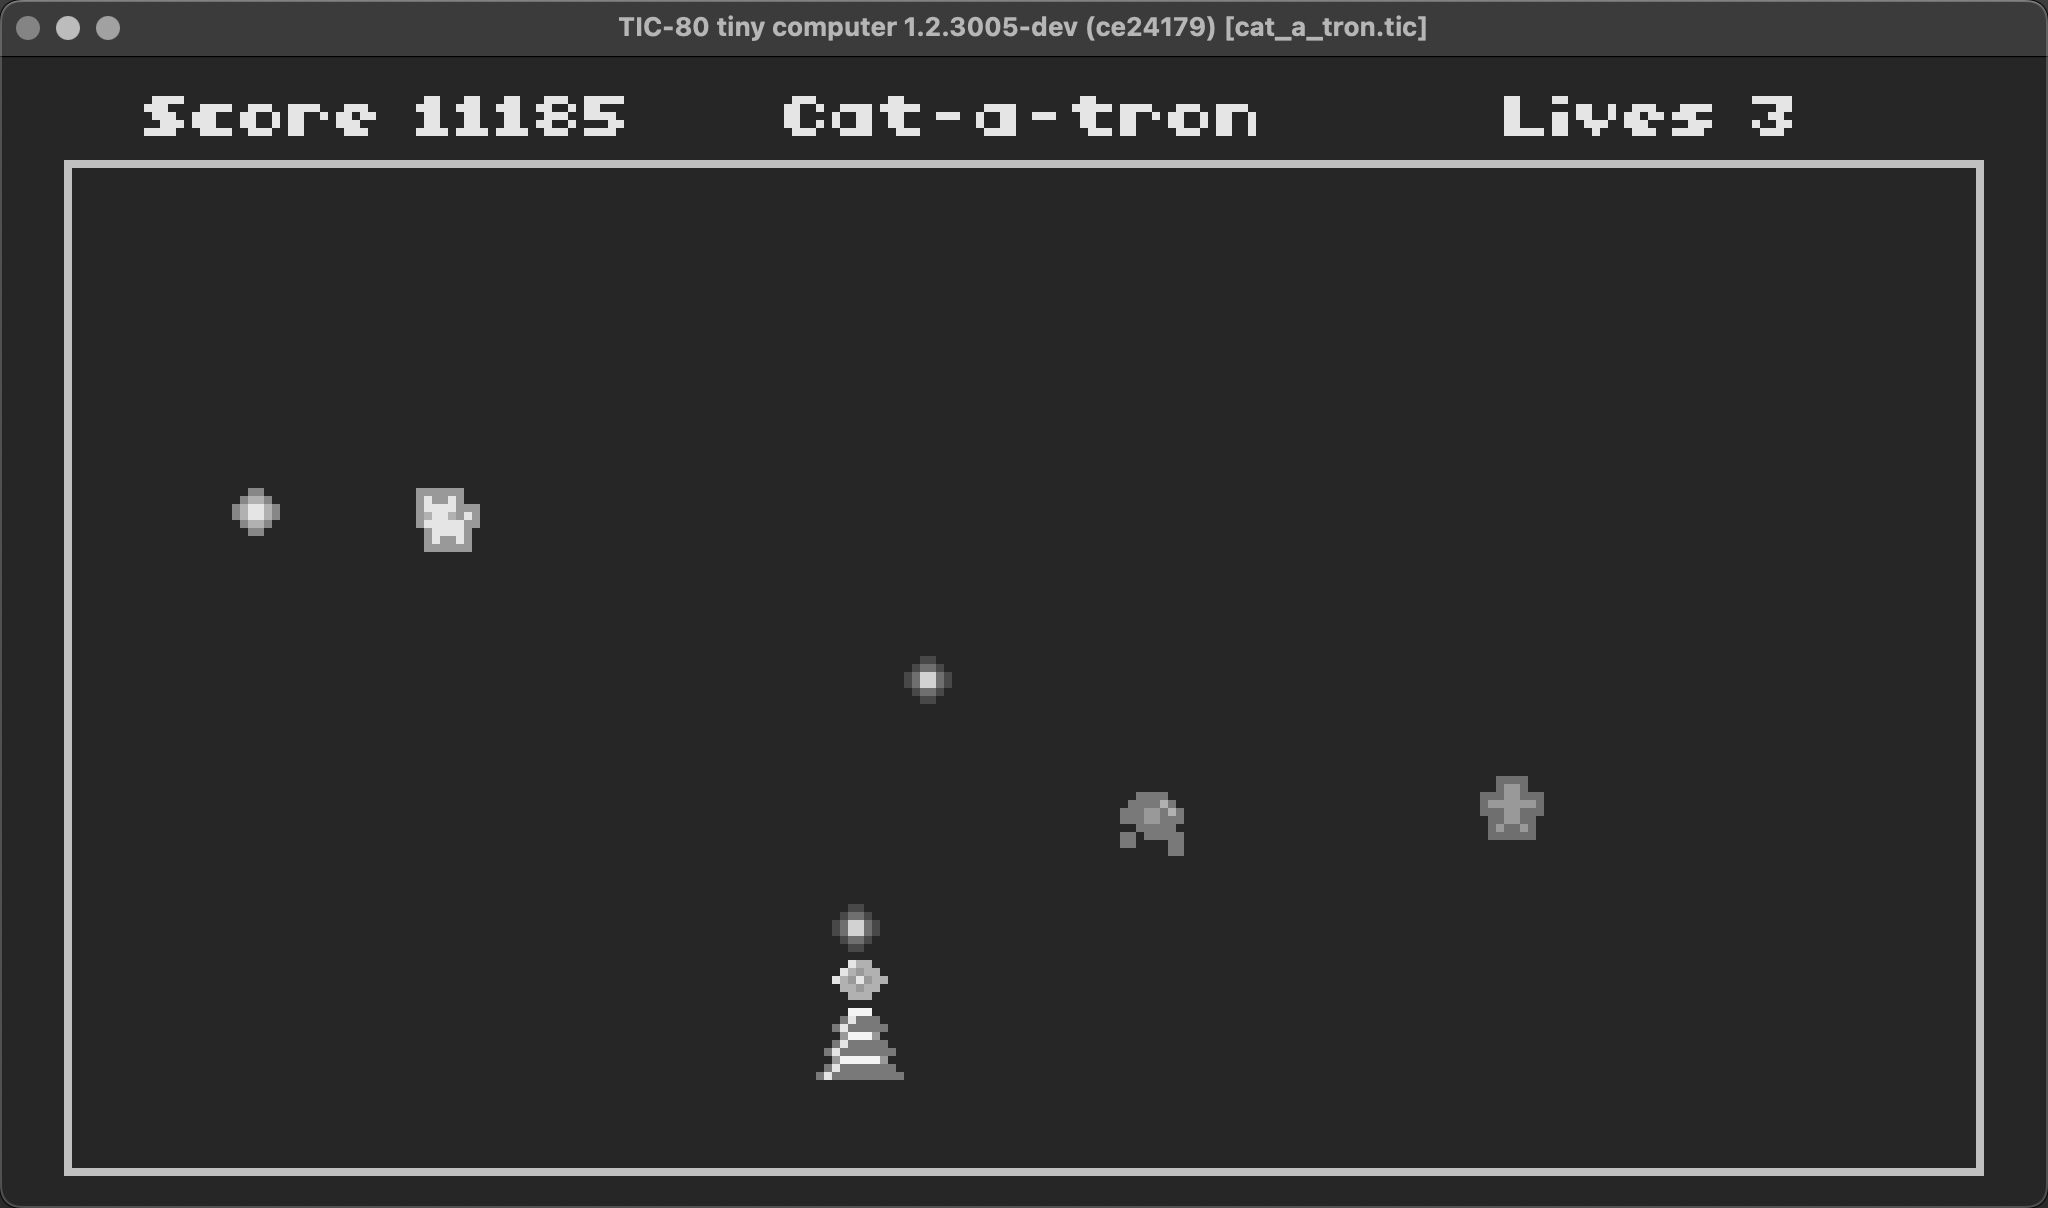 TIC-80 tiny computer 1.2.3005-dev (ce24179) [cat_a_tron.tic]
Score 11185 Cat-a-tron Lives 3